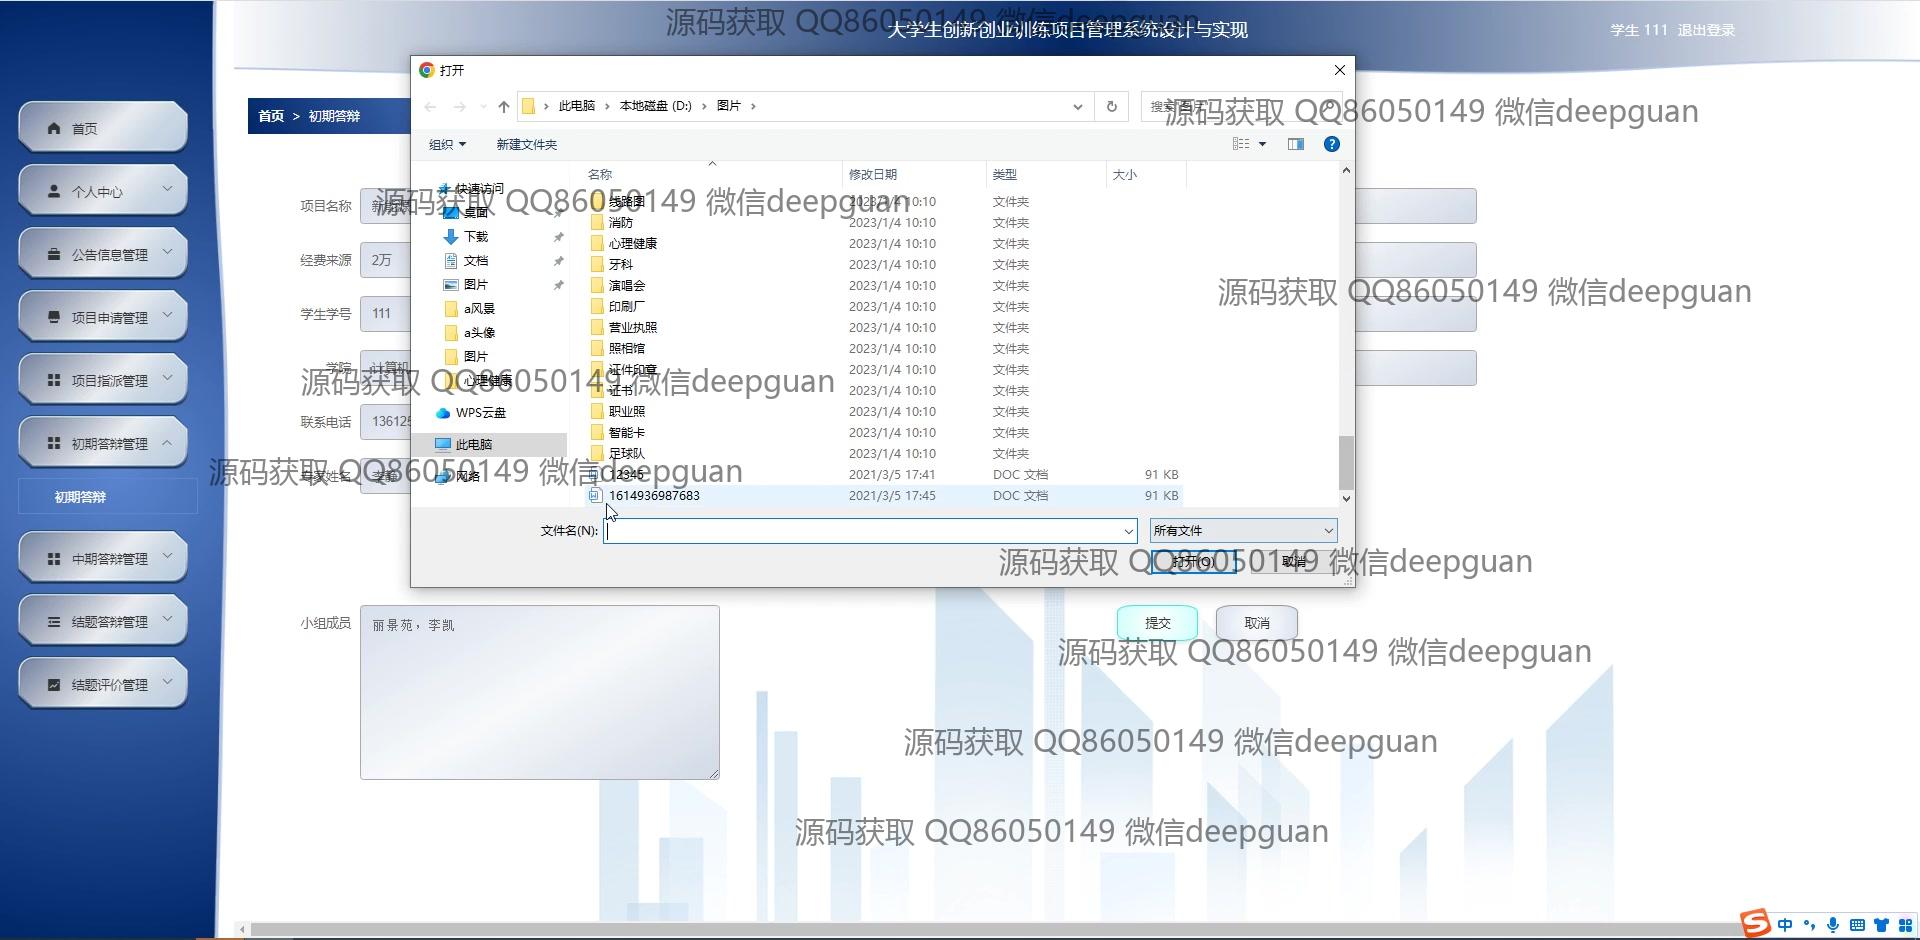 源码获取 QQ86050149 微信deepguan
大学生创新创业训练项目管理系统设计与实现
学生 111 退出登录
首页
个人中心
公告信息管理
项目申请管理
项目指派管理
初期答辩管理
初期答辩
中期答辩管理
结题答辩管理
结题评价管理
首页 > 初期答辩
打开
此电脑 › 本地磁盘 (D:) › 图片 ›
源码获取 QQ86050149 微信deepguan
组织 新建文件夹
名称 修改日期 类型 大小
快速访问
桌面
下载
文档
图片
a风景
a头像
图片
心理健康
WPS云盘
此电脑
网络
源码获取 QQ86050149 微信deepguan
线路图 2023/1/4 10:10 文件夹
消防 2023/1/4 10:10 文件夹
心理健康 2023/1/4 10:10 文件夹
牙科 2023/1/4 10:10 文件夹
演唱会 2023/1/4 10:10 文件夹
印刷厂 2023/1/4 10:10 文件夹
营业执照 2023/1/4 10:10 文件夹
照相馆 2023/1/4 10:10 文件夹
证件印章 2023/1/4 10:10 文件夹
证书 2023/1/4 10:10 文件夹
职业照 2023/1/4 10:10 文件夹
智能卡 2023/1/4 10:10 文件夹
足球队 2023/1/4 10:10 文件夹
12345 2021/3/5 17:41 DOC 文档 91 KB
1614936987683 2021/3/5 17:45 DOC 文档 91 KB
文件名(N): 所有文件
打开(O) 取消
源码获取 QQ86050149 微信deepguan
源码获取 QQ86050149 微信deepguan
源码获取 QQ86050149 微信deepguan
源码获取 QQ86050149 微信deepguan
项目名称
经费来源 2万
学生学号 111
学院 计算机
联系电话 136125
专家姓名
小组成员 丽景苑，李凯
提交 取消
源码获取 QQ86050149 微信deepguan
源码获取 QQ86050149 微信deepguan
源码获取 QQ86050149 微信deepguan
中